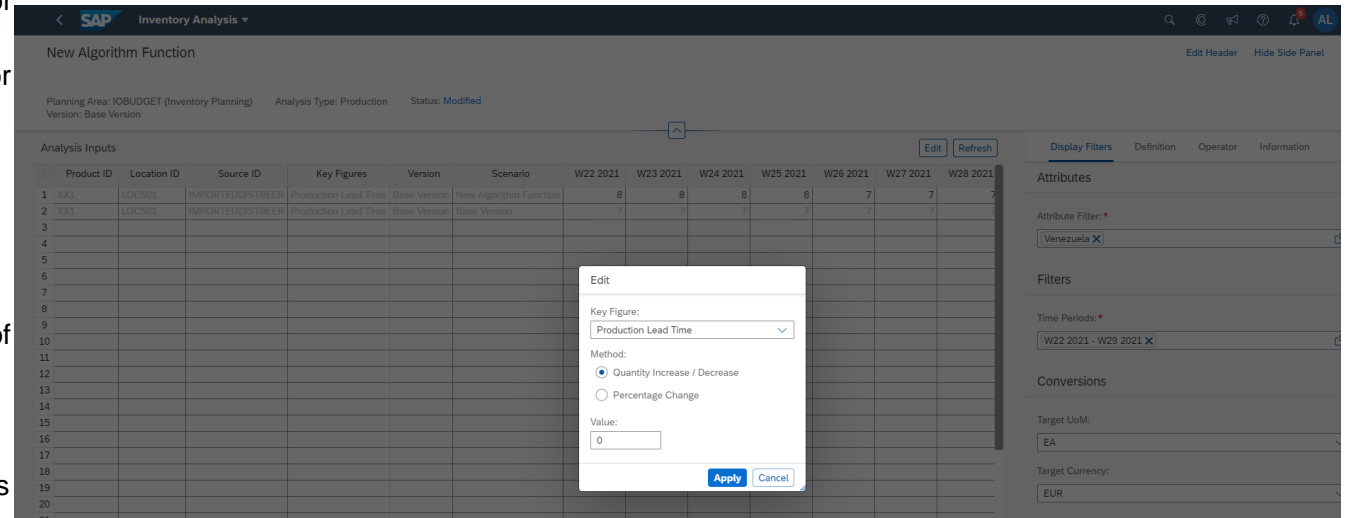 or
SAP Inventory Analysis
9
AL
New Algorithm Function
Edit Header Hide Side Panel
or
Planning Area: IOBUDGET (Inventory Planning) Analysis Type: Production Status: Modified
Version: Base Version
Analysis Inputs
Edit Refresh
Display Filters Definition Operator Information
Product ID Location ID Source ID Key Figures Version Scenario W22 2021 W23 2021 W24 2021 W25 2021 W26 2021 W27 2021 W28 2021
Attributes
1 XX1 LOC501 IMPORTEDDISTBEER Production Lead Time Base Version New Algorithm Function 8 8 8 8 7 7 7
2 XX1 LOC501 IMPORTEDDISTBEER Production Lead Time Base Version Base Version 7 7 7 7 7 7 7
3
Attribute Filter:*
4
Venezuela
5
6
Edit
Filters
7
8
Key Figure:
9
Production Lead Time
Time Periods:*
of
10
W22 2021 - W29 2021
11
Method:
12
Quantity Increase / Decrease
13
Conversions
Percentage Change
14
15
Value:
Target UoM:
16
0
EA
17
18
Apply Cancel
Target Currency:
s
19
EUR
20